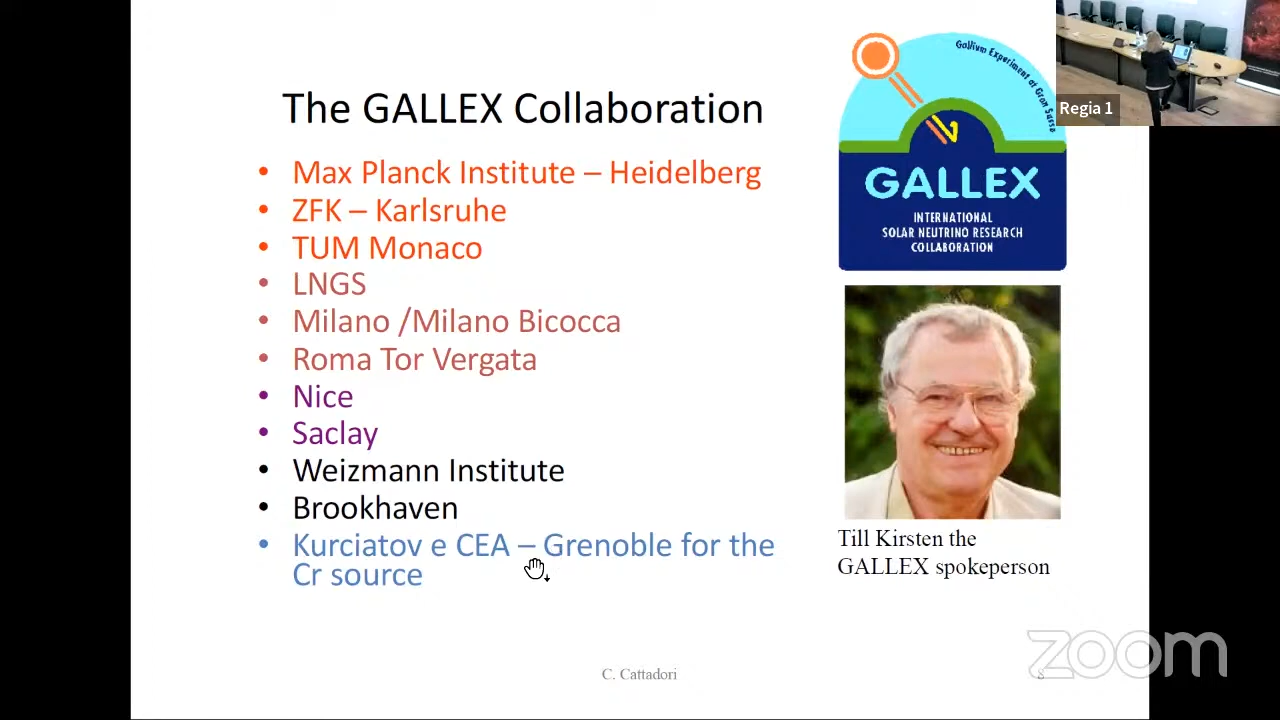 The GALLEX Collaboration
• Max Planck Institute – Heidelberg
• ZFK – Karlsruhe
• TUM Monaco
• LNGS
• Milano /Milano Bicocca
• Roma Tor Vergata
• Nice
• Saclay
• Weizmann Institute
• Brookhaven
• Kurciatov e CEA – Grenoble for the
Cr source
Gallium Experiment at Gran Sasso
GALLEX
INTERNATIONAL
SOLAR NEUTRINO RESEARCH
COLLABORATION
Regia 1
Till Kirsten the
GALLEX spokeperson
C. Cattadori
zoom